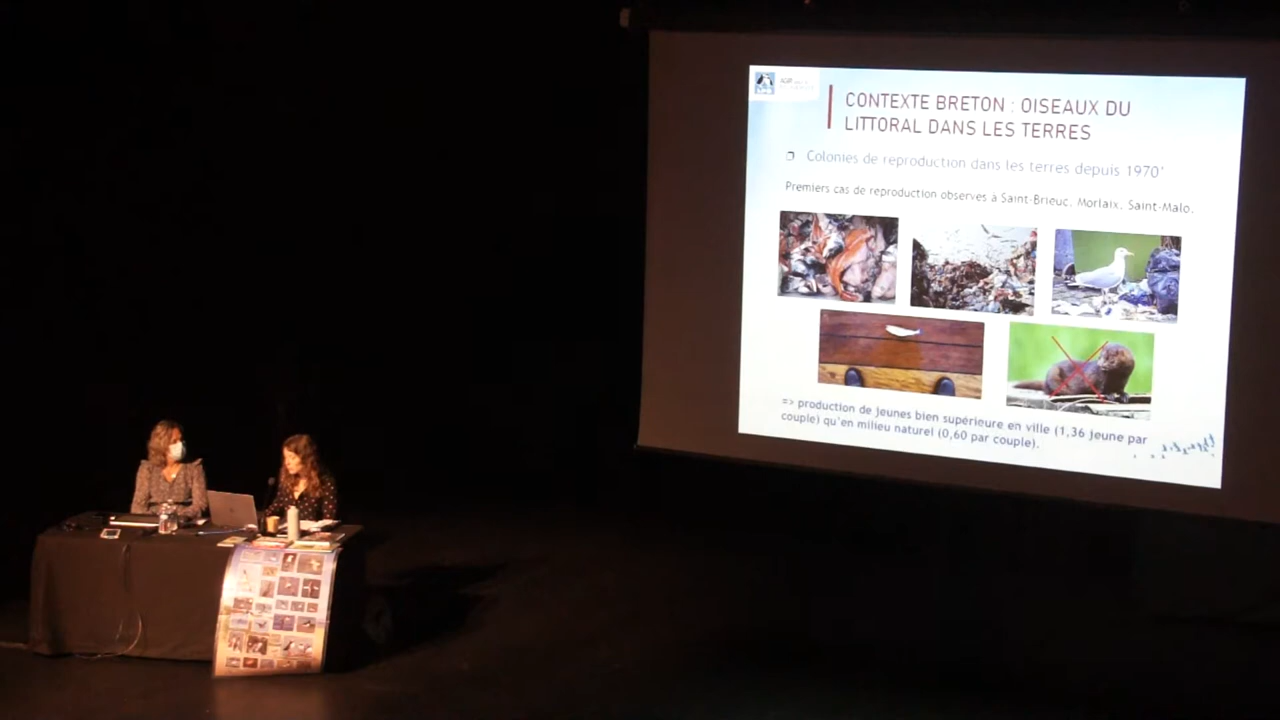 CONTEXTE BRETON : OISEAUX DU
LITTORAL DANS LES TERRES
Colonies de reproduction dans les terres depuis 1970'
Premiers cas de reproduction observés à Saint-Brieuc, Morlaix, Saint-Malo.
=> production de jeunes bien supérieure en ville (1,36 jeune par
couple) qu'en milieu naturel (0,60 par couple).